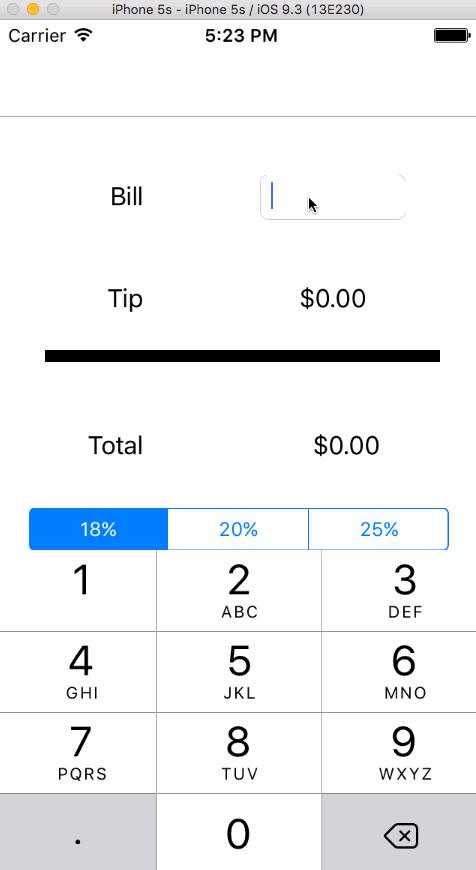 iPhone 5s - iPhone 5s / iOS 9.3 (13E230)
Carrier 5:23 PM
Bill
Tip $0.00
Total $0.00
18% 20% 25%
1 2 3
ABC DEF
4 5 6
GHI JKL MNO
7 8 9
PQRS TUV WXYZ
. 0